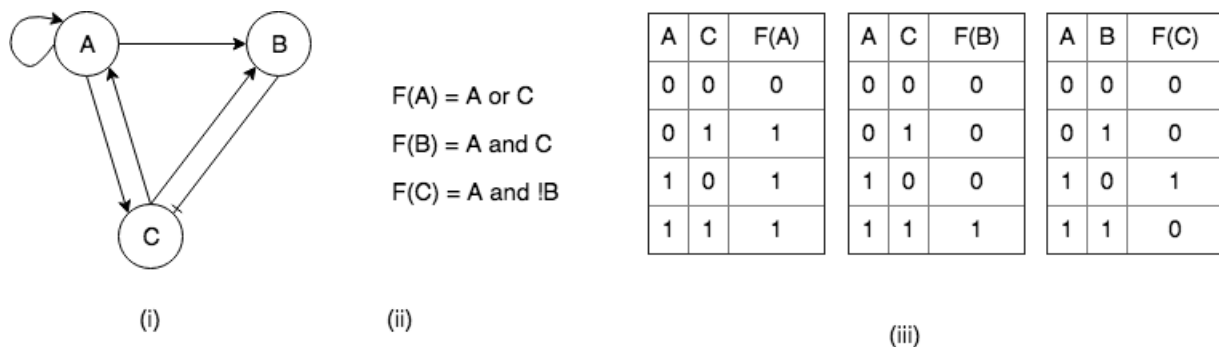 A B
C
F(A) = A or C
F(B) = A and C
F(C) = A and !B
A C F(A)
0 0 0
0 1 1
1 0 1
1 1 1
A C F(B)
0 0 0
0 1 0
1 0 0
1 1 1
A B F(C)
0 0 0
0 1 0
1 0 1
1 1 0
(i)
(ii)
(iii)